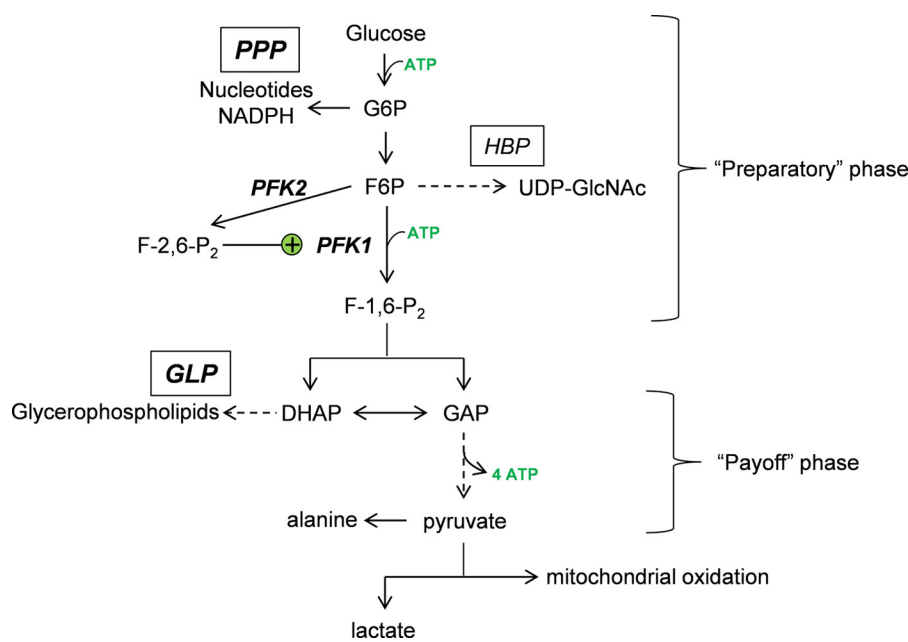 Glucose
PPP
ATP
Nucleotides
NADPH
G6P
HBP
"Preparatory" phase
PFK2
F6P
UDP-GlcNAc
F-2,6-P₂
+
PFK1
ATP
F-1,6-P₂
GLP
Glycerophospholipids
DHAP
GAP
"Payoff" phase
4 ATP
alanine
pyruvate
mitochondrial oxidation
lactate